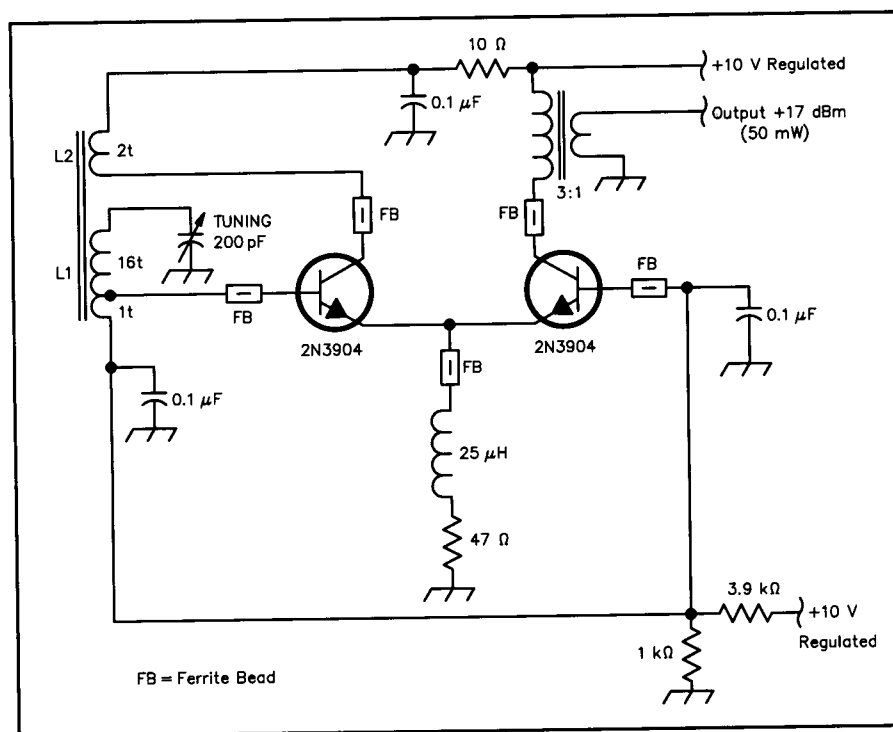 10 Ω
+10 V Regulated
0.1 μF
Output +17 dBm
(50 mW)
L2
2t
3:1
FB
FB
TUNING
200 pF
L1
16t
FB
1t
FB
0.1 μF
2N3904
2N3904
FB
0.1 μF
25 μH
47 Ω
3.9 kΩ
+10 V
Regulated
1 kΩ
FB = Ferrite Bead